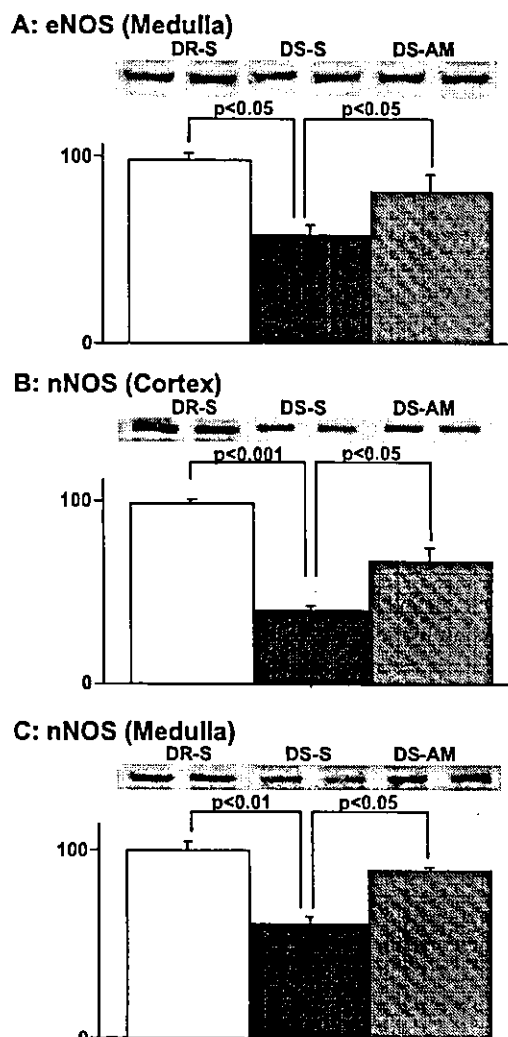 A: eNOS (Medulla)
DR-S DS-S DS-AM
p<0.05 p<0.05
100
0
B: nNOS (Cortex)
DR-S DS-S DS-AM
p<0.001 p<0.05
100
0
C: nNOS (Medulla)
DR-S DS-S DS-AM
p<0.01 p<0.05
100
0